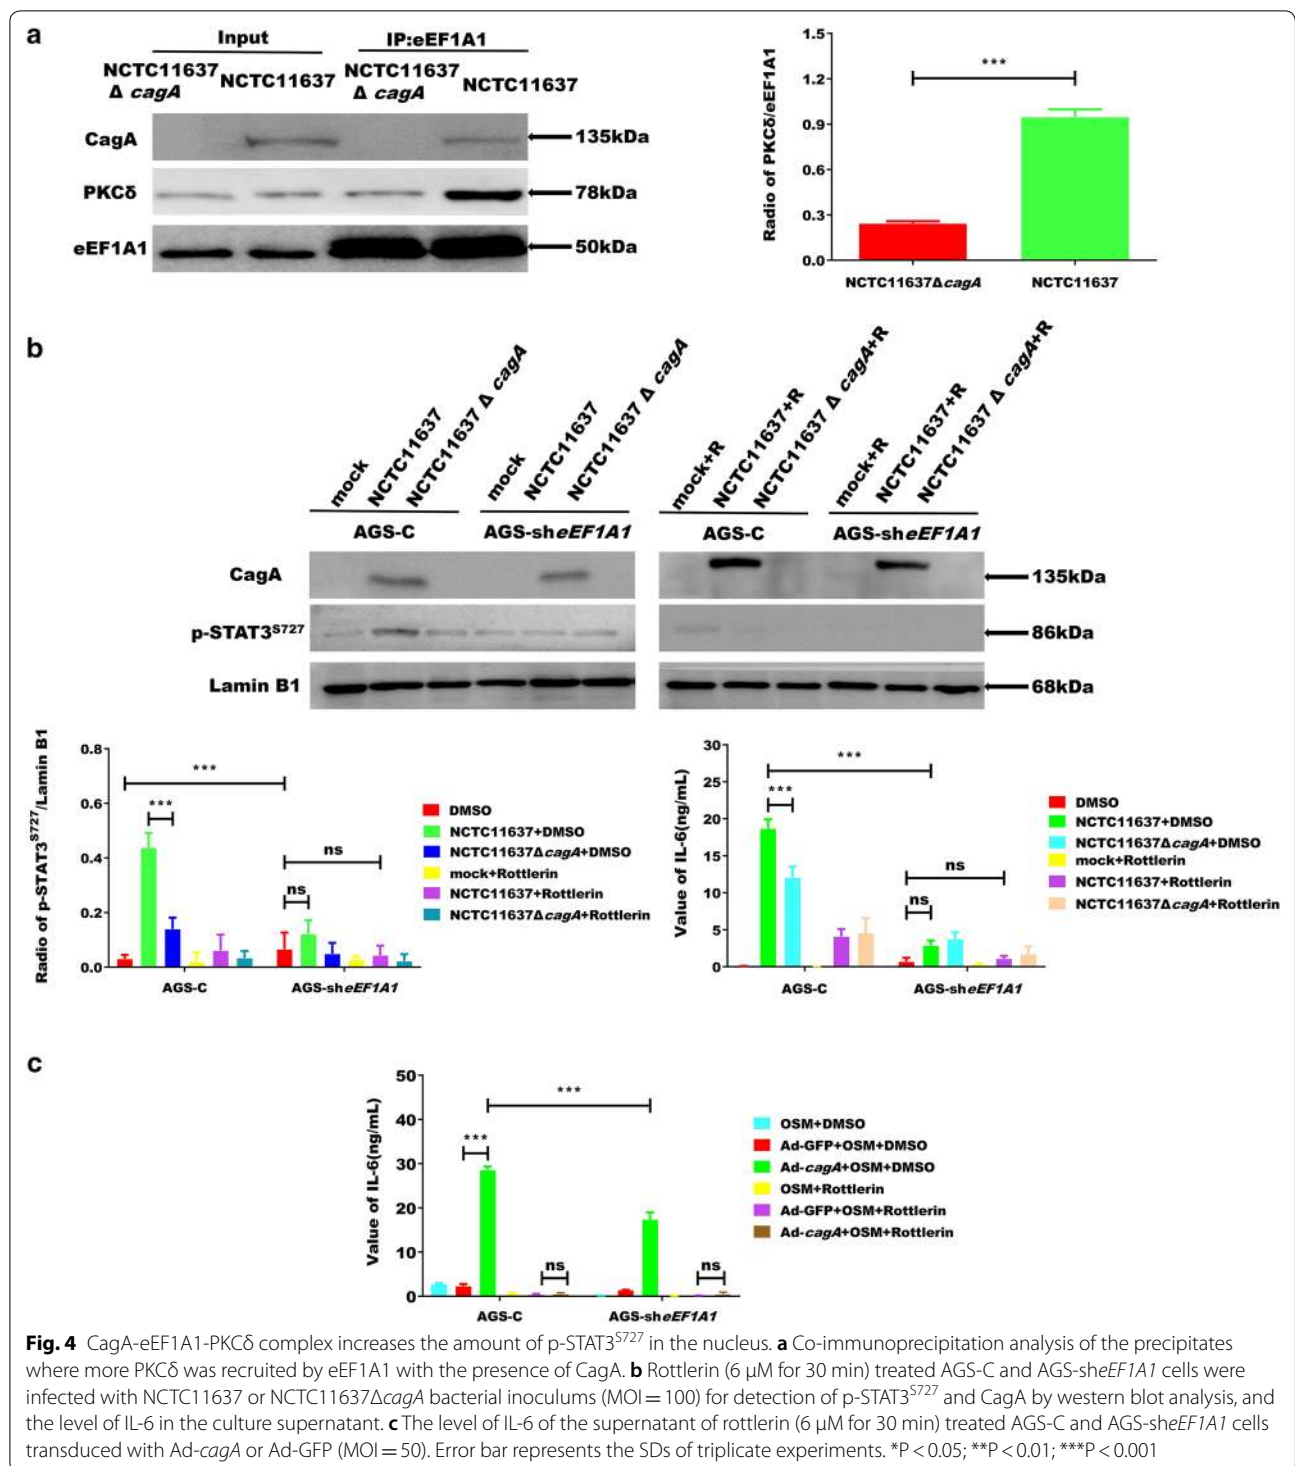 a
Input
IP:eEF1A1
NCTC11637
Δ cagA
NCTC11637
NCTC11637
Δ cagA
NCTC11637
CagA
135kDa
PKCδ
78kDa
eEF1A1
50kDa
Radio of PKCδ/eEF1A1
1.5
1.2
0.9
0.6
0.3
0.0
***
NCTC11637ΔcagA
NCTC11637
b
mock
NCTC11637
NCTC11637 Δ cagA
mock
NCTC11637
NCTC11637 Δ cagA
mock+R
NCTC11637+R
NCTC11637 Δ cagA+R
mock+R
NCTC11637+R
NCTC11637 Δ cagA+R
AGS-C
AGS-sheEF1A1
AGS-C
AGS-sheEF1A1
CagA
135kDa
p-STAT3S727
86kDa
Lamin B1
68kDa
Radio of p-STAT3S727/Lamin B1
0.8
0.6
0.4
0.2
0.0
***
***
ns
ns
AGS-C
AGS-sheEF1A1
DMSO
NCTC11637+DMSO
NCTC11637ΔcagA+DMSO
mock+Rottlerin
NCTC11637+Rottlerin
NCTC11637ΔcagA+Rottlerin
Value of IL-6(ng/mL)
30
25
20
15
10
5
0
***
***
ns
ns
AGS-C
AGS-sheEF1A1
DMSO
NCTC11637+DMSO
NCTC11637ΔcagA+DMSO
mock+Rottlerin
NCTC11637+Rottlerin
NCTC11637ΔcagA+Rottlerin
c
Value of IL-6(ng/mL)
50
40
30
20
10
0
***
***
ns
ns
AGS-C
AGS-sheEF1A1
OSM+DMSO
Ad-GFP+OSM+DMSO
Ad-cagA+OSM+DMSO
OSM+Rottlerin
Ad-GFP+OSM+Rottlerin
Ad-cagA+OSM+Rottlerin
Fig. 4 CagA-eEF1A1-PKCδ complex increases the amount of p-STAT3S727 in the nucleus. a Co-immunoprecipitation analysis of the precipitates
where more PKCδ was recruited by eEF1A1 with the presence of CagA. b Rottlerin (6 μM for 30 min) treated AGS-C and AGS-sheEF1A1 cells were
infected with NCTC11637 or NCTC11637ΔcagA bacterial inoculums (MOI = 100) for detection of p-STAT3S727 and CagA by western blot analysis, and
the level of IL-6 in the culture supernatant. c The level of IL-6 of the supernatant of rottlerin (6 μM for 30 min) treated AGS-C and AGS-sheEF1A1 cells
transduced with Ad-cagA or Ad-GFP (MOI = 50). Error bar represents the SDs of triplicate experiments. *P < 0.05; **P < 0.01; ***P < 0.001